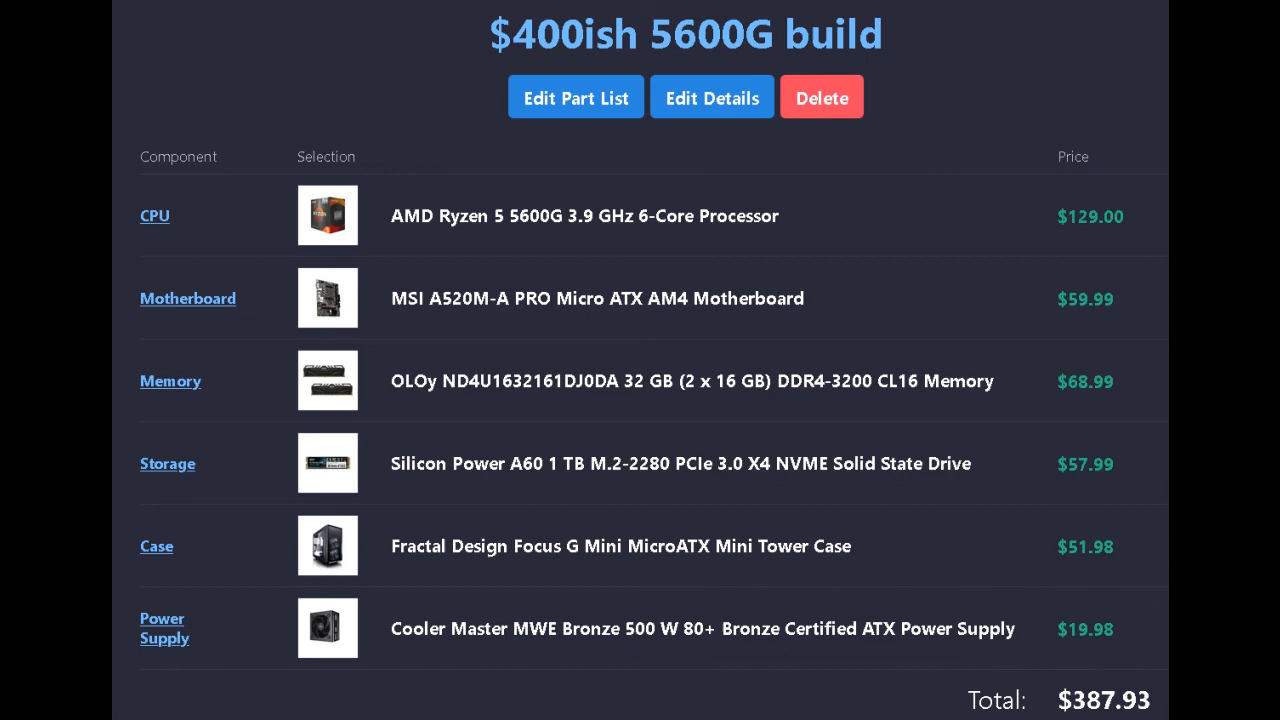 $400ish 5600G build
Edit Part List Edit Details Delete
Component Selection Price
CPU AMD Ryzen 5 5600G 3.9 GHz 6-Core Processor $129.00
Motherboard MSI A520M-A PRO Micro ATX AM4 Motherboard $59.99
Memory OLOy ND4U1632161DJ0DA 32 GB (2 x 16 GB) DDR4-3200 CL16 Memory $68.99
Storage Silicon Power A60 1 TB M.2-2280 PCIe 3.0 X4 NVME Solid State Drive $57.99
Case Fractal Design Focus G Mini MicroATX Mini Tower Case $51.98
Power
Supply Cooler Master MWE Bronze 500 W 80+ Bronze Certified ATX Power Supply $19.98
Total: $387.93